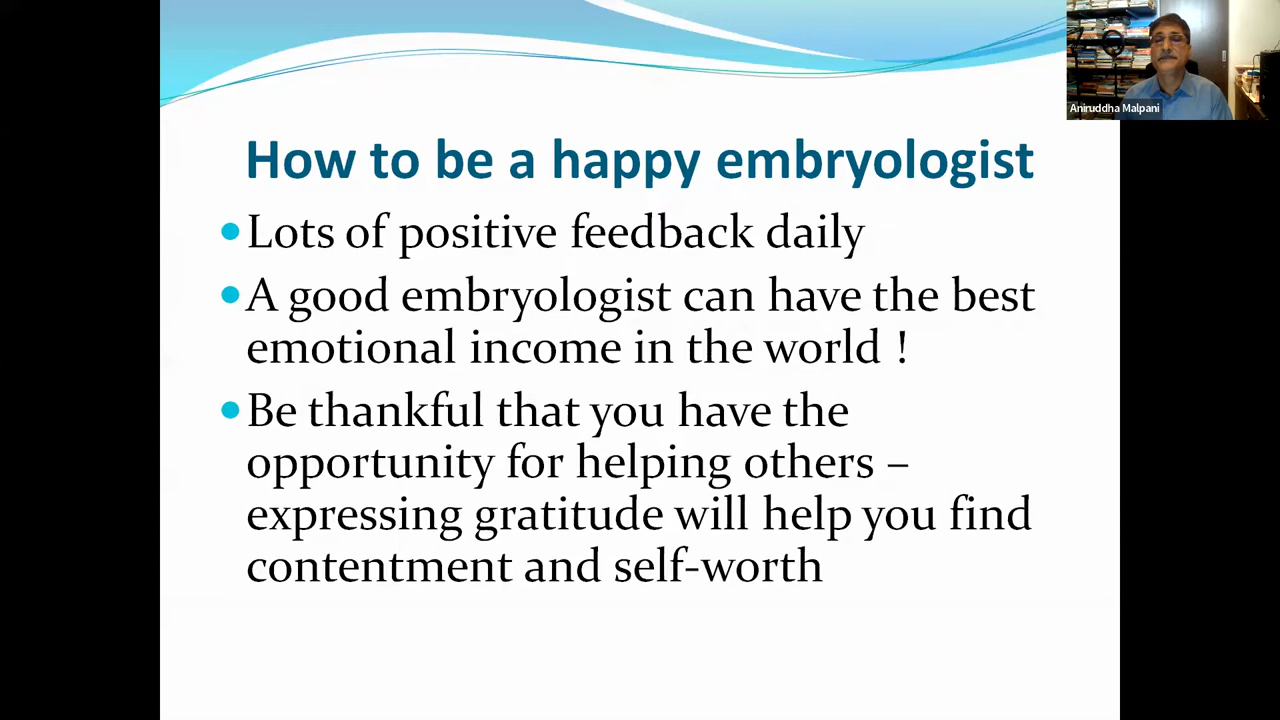 Aniruddha Malpani
How to be a happy embryologist
•Lots of positive feedback daily
•A good embryologist can have the best
emotional income in the world !
•Be thankful that you have the
opportunity for helping others –
expressing gratitude will help you find
contentment and self-worth